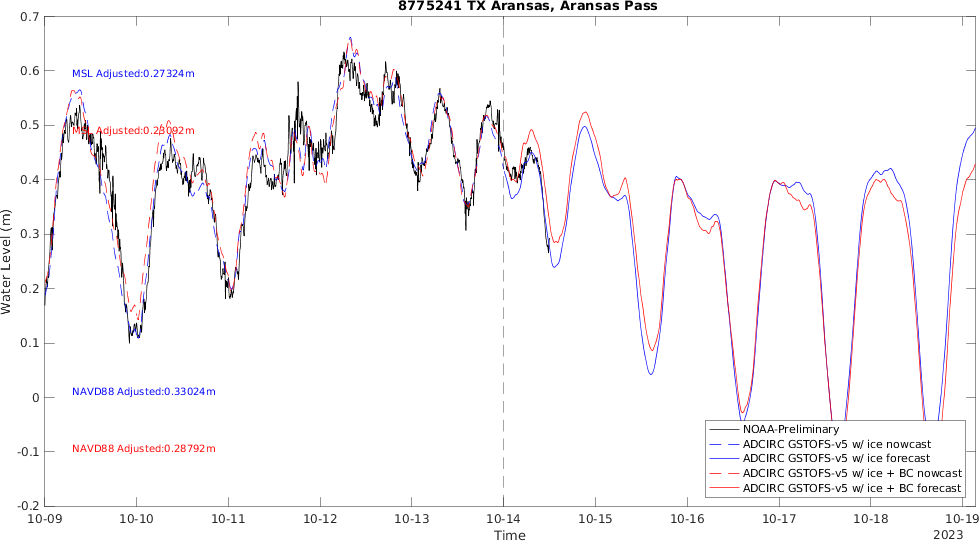 8775241 TX Aransas, Aransas Pass
0.7
0.6
0.5
0.4
0.3
0.2
0.1
0
-0.1
-0.2
Water Level (m)
MSL Adjusted:0.27324m
MSL Adjusted:0.23092m
NAVD88 Adjusted:0.33024m
NAVD88 Adjusted:0.28792m
NOAA-Preliminary
ADCIRC GSTOFS-v5 w/ ice nowcast
ADCIRC GSTOFS-v5 w/ ice forecast
ADCIRC GSTOFS-v5 w/ ice + BC nowcast
ADCIRC GSTOFS-v5 w/ ice + BC forecast
10-09 10-10 10-11 10-12 10-13 10-14 10-15 10-16 10-17 10-18 10-19
Time
2023